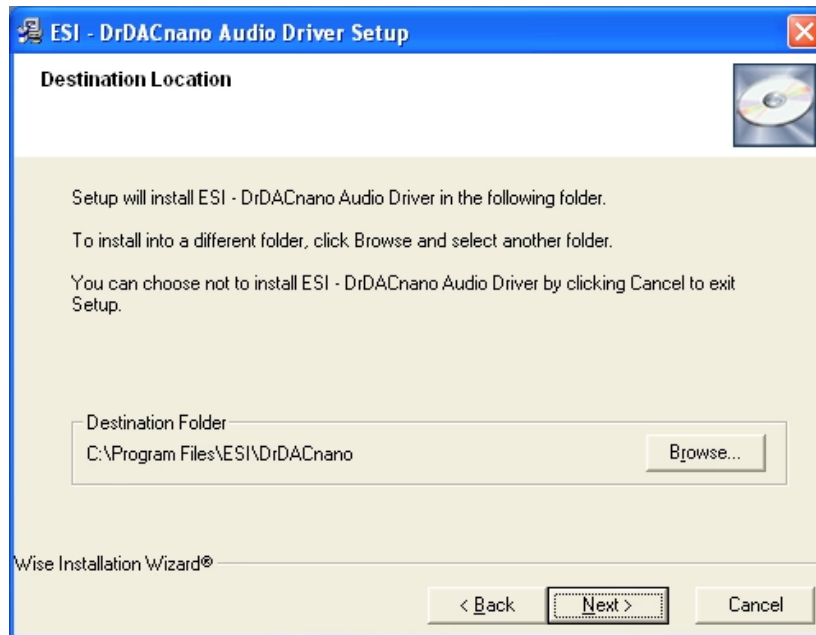 ESI - DrDACnano Audio Driver Setup
Destination Location
Setup will install ESI - DrDACnano Audio Driver in the following folder.
To install into a different folder, click Browse and select another folder.
You can choose not to install ESI - DrDACnano Audio Driver by clicking Cancel to exit
Setup.
Destination Folder
C:\Program Files\ESI\DrDACnano
Browse...
Wise Installation Wizard®
< Back Next > Cancel